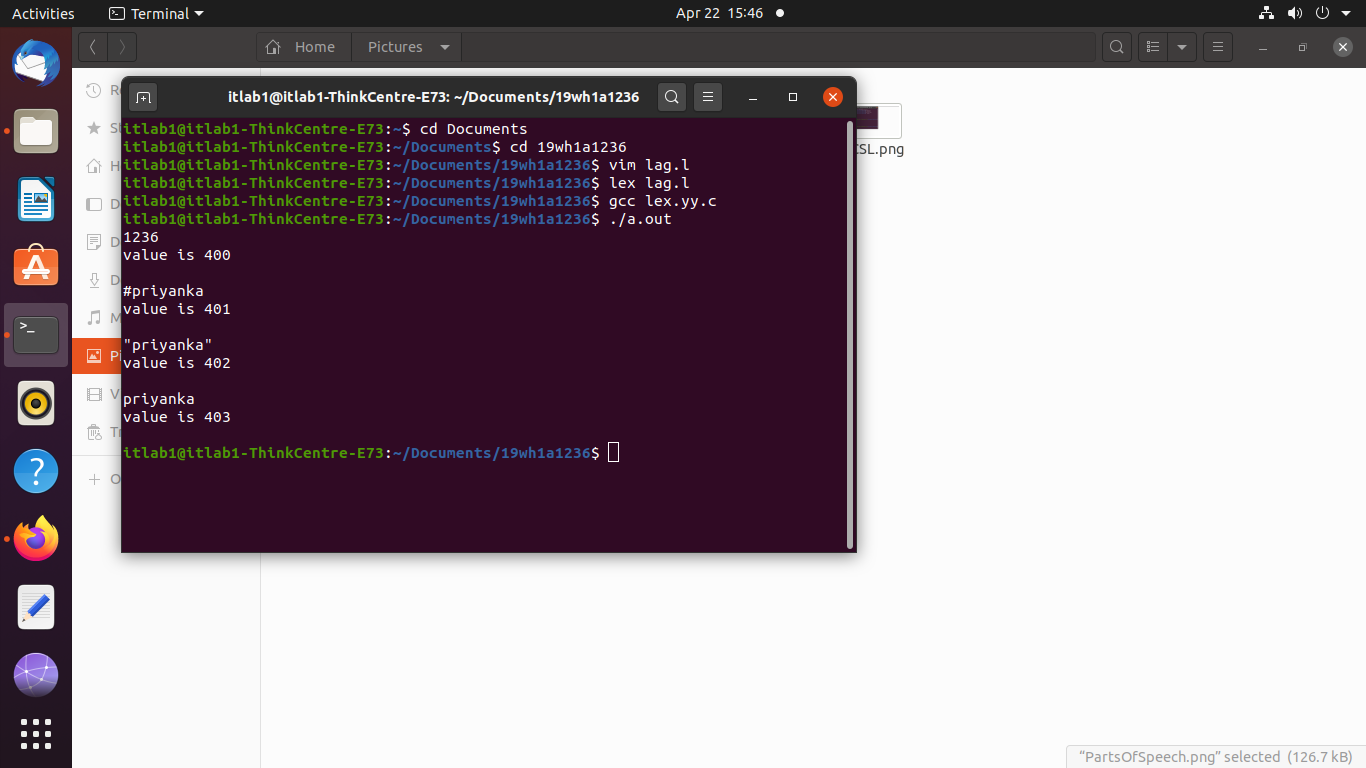 Activities Terminal Apr 22 15:46
Home Pictures
itlab1@itlab1-ThinkCentre-E73: ~/Documents/19wh1a1236
itlab1@itlab1-ThinkCentre-E73:~$ cd Documents
itlab1@itlab1-ThinkCentre-E73:~/Documents$ cd 19wh1a1236
itlab1@itlab1-ThinkCentre-E73:~/Documents/19wh1a1236$ vim lag.l
itlab1@itlab1-ThinkCentre-E73:~/Documents/19wh1a1236$ lex lag.l
itlab1@itlab1-ThinkCentre-E73:~/Documents/19wh1a1236$ gcc lex.yy.c
itlab1@itlab1-ThinkCentre-E73:~/Documents/19wh1a1236$ ./a.out
1236
value is 400
#priyanka
value is 401
"priyanka"
value is 402
priyanka
value is 403
itlab1@itlab1-ThinkCentre-E73:~/Documents/19wh1a1236$
CSL.png
“PartsOfSpeech.png” selected (126.7 kB)